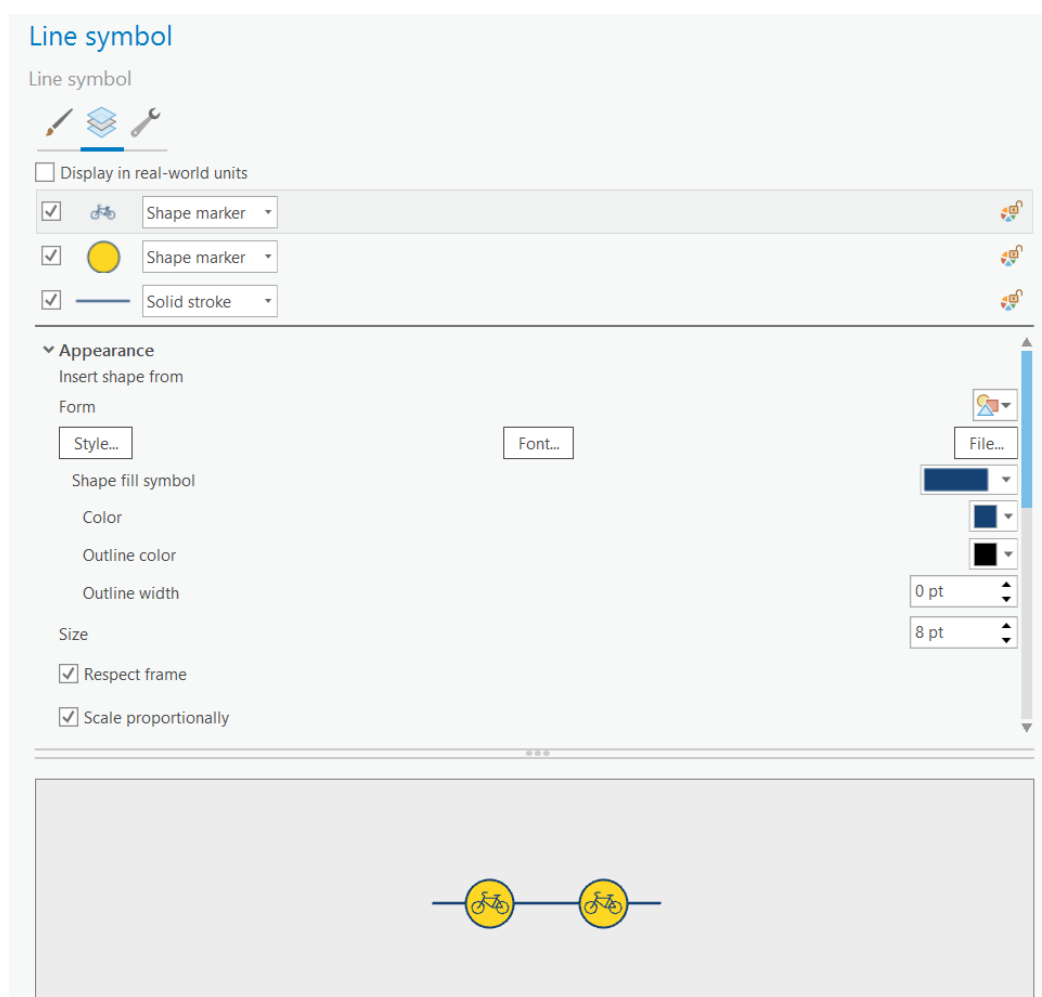 Line symbol
Line symbol
Display in real-world units
Shape marker
Shape marker
Solid stroke
Appearance
Insert shape from
Form
Style... Font... File...
Shape fill symbol
Color
Outline color
Outline width 0 pt
Size 8 pt
Respect frame
Scale proportionally